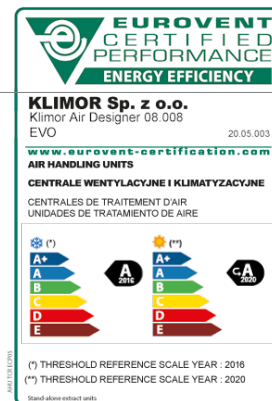 EUROVENT
CERTIFIED
PERFORMANCE
ENERGY EFFICIENCY
KLIMOR Sp. z o.o.
Klimor Air Designer 08.008
EVO
20.05.003
www.eurovent-certification.com
AIR HANDLING UNITS
CENTRALE WENTYLACYJNE I KLIMATYZACYJNE
CENTRALES DE TRAITEMENT D'AIR
UNIDADES DE TRATAMIENTO DE AIRE
(*)
(**)
A+
A
B
C
D
E
A
2016
A+
A
B
C
D
E
A
2020
(*) THRESHOLD REFERENCE SCALE YEAR : 2016
(**) THRESHOLD REFERENCE SCALE YEAR : 2020
Stand-alone extract units